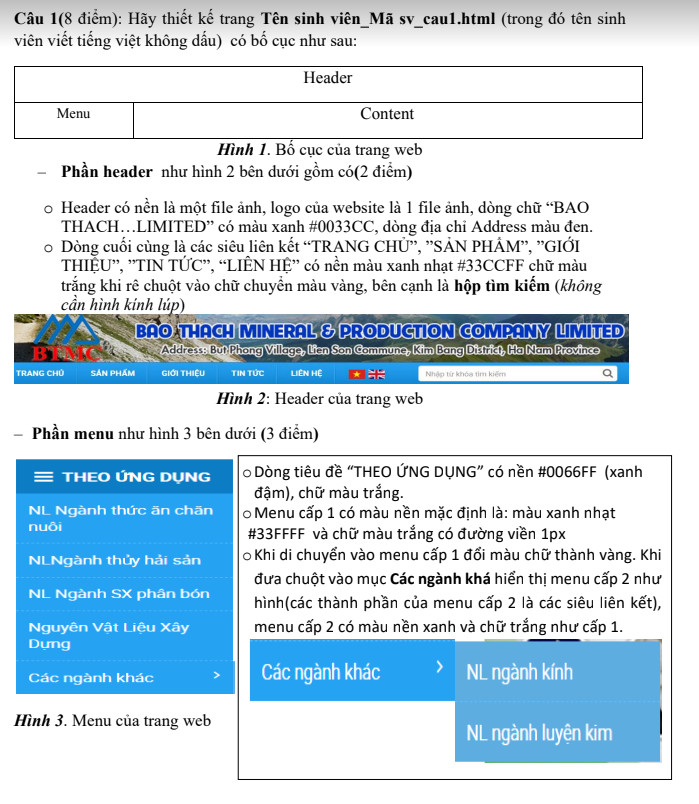 Câu 1(8 điểm): Hãy thiết kế trang Tên sinh viên_Mã sv_cau1.html (trong đó tên sinh
viên viết tiếng việt không dấu) có bố cục như sau:
Header
Menu Content
Hình 1. Bố cục của trang web
– Phần header như hình 2 bên dưới gồm có(2 điểm)
o Header có nền là một file ảnh, logo của website là 1 file ảnh, dòng chữ “BAO
THACH…LIMITED” có màu xanh #0033CC, dòng địa chỉ Address màu đen.
o Dòng cuối cùng là các siêu liên kết “TRANG CHỦ”, ”SẢN PHẨM”, ”GIỚI
THIỆU”, ”TIN TỨC”, “LIÊN HỆ” có nền màu xanh nhạt #33CCFF chữ màu
trắng khi rê chuột vào chữ chuyển màu vàng, bên cạnh là hộp tìm kiếm (không
cần hình kính lúp)
BTMC
BAO THACH MINERAL & PRODUCTION COMPANY LIMITED
Address: But Phong Village, Lien Son Commune, Kim Bang District, Ha Nam Province
TRANG CHỦ SẢN PHẨM GIỚI THIỆU TIN TỨC LIÊN HỆ Nhập từ khóa tìm kiếm
Hình 2: Header của trang web
– Phần menu như hình 3 bên dưới (3 điểm)
THEO ỨNG DỤNG
NL Ngành thức ăn chăn
nuôi
NLNgành thủy hải sản
NL Ngành SX phân bón
Nguyên Vật Liệu Xây
Dựng
Các ngành khác >
Hình 3. Menu của trang web
o Dòng tiêu đề “THEO ỨNG DỤNG” có nền #0066FF (xanh
đậm), chữ màu trắng.
o Menu cấp 1 có màu nền mặc định là: màu xanh nhạt
#33FFFF và chữ màu trắng có đường viền 1px
o Khi di chuyển vào menu cấp 1 đổi màu chữ thành vàng. Khi
đưa chuột vào mục Các ngành khá hiển thị menu cấp 2 như
hình(các thành phần của menu cấp 2 là các siêu liên kết),
menu cấp 2 có màu nền xanh và chữ trắng như cấp 1.
Các ngành khác > NL ngành kính
NL ngành luyện kim